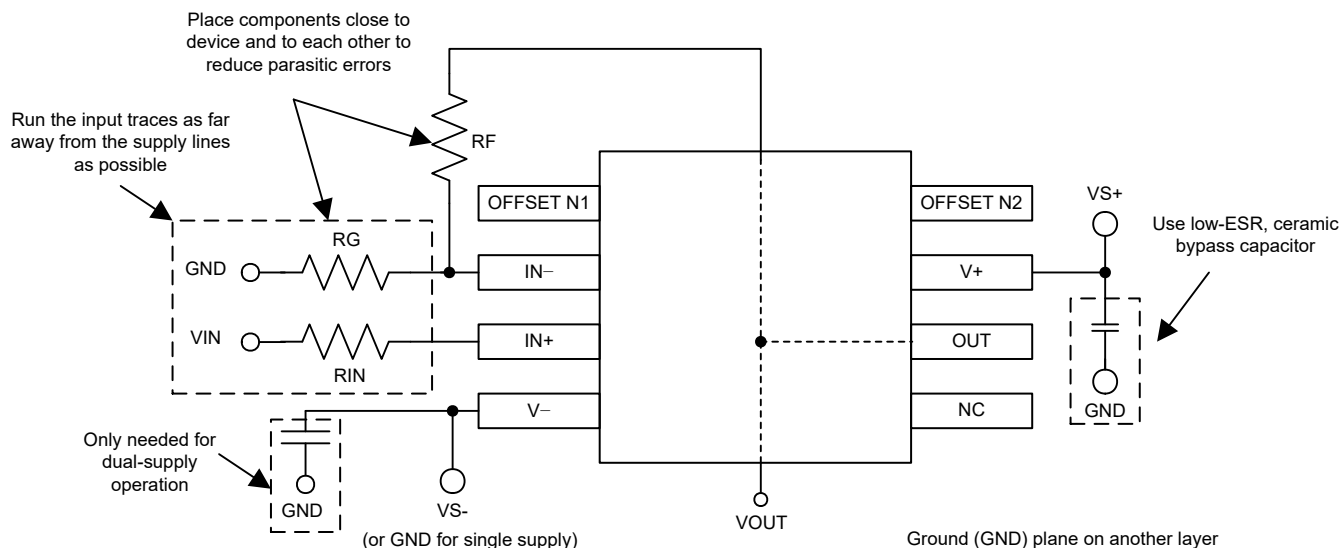 Place components close to
device and to each other to
reduce parasitic errors
Run the input traces as far
away from the supply lines
as possible
RF
OFFSET N1
OFFSET N2
VS+
Use low-ESR, ceramic
bypass capacitor
RG
GND
IN−
V+
VIN
IN+
OUT
RIN
V−
NC
GND
Only needed for
dual-supply
operation
GND
VS-
(or GND for single supply)
VOUT
Ground (GND) plane on another layer